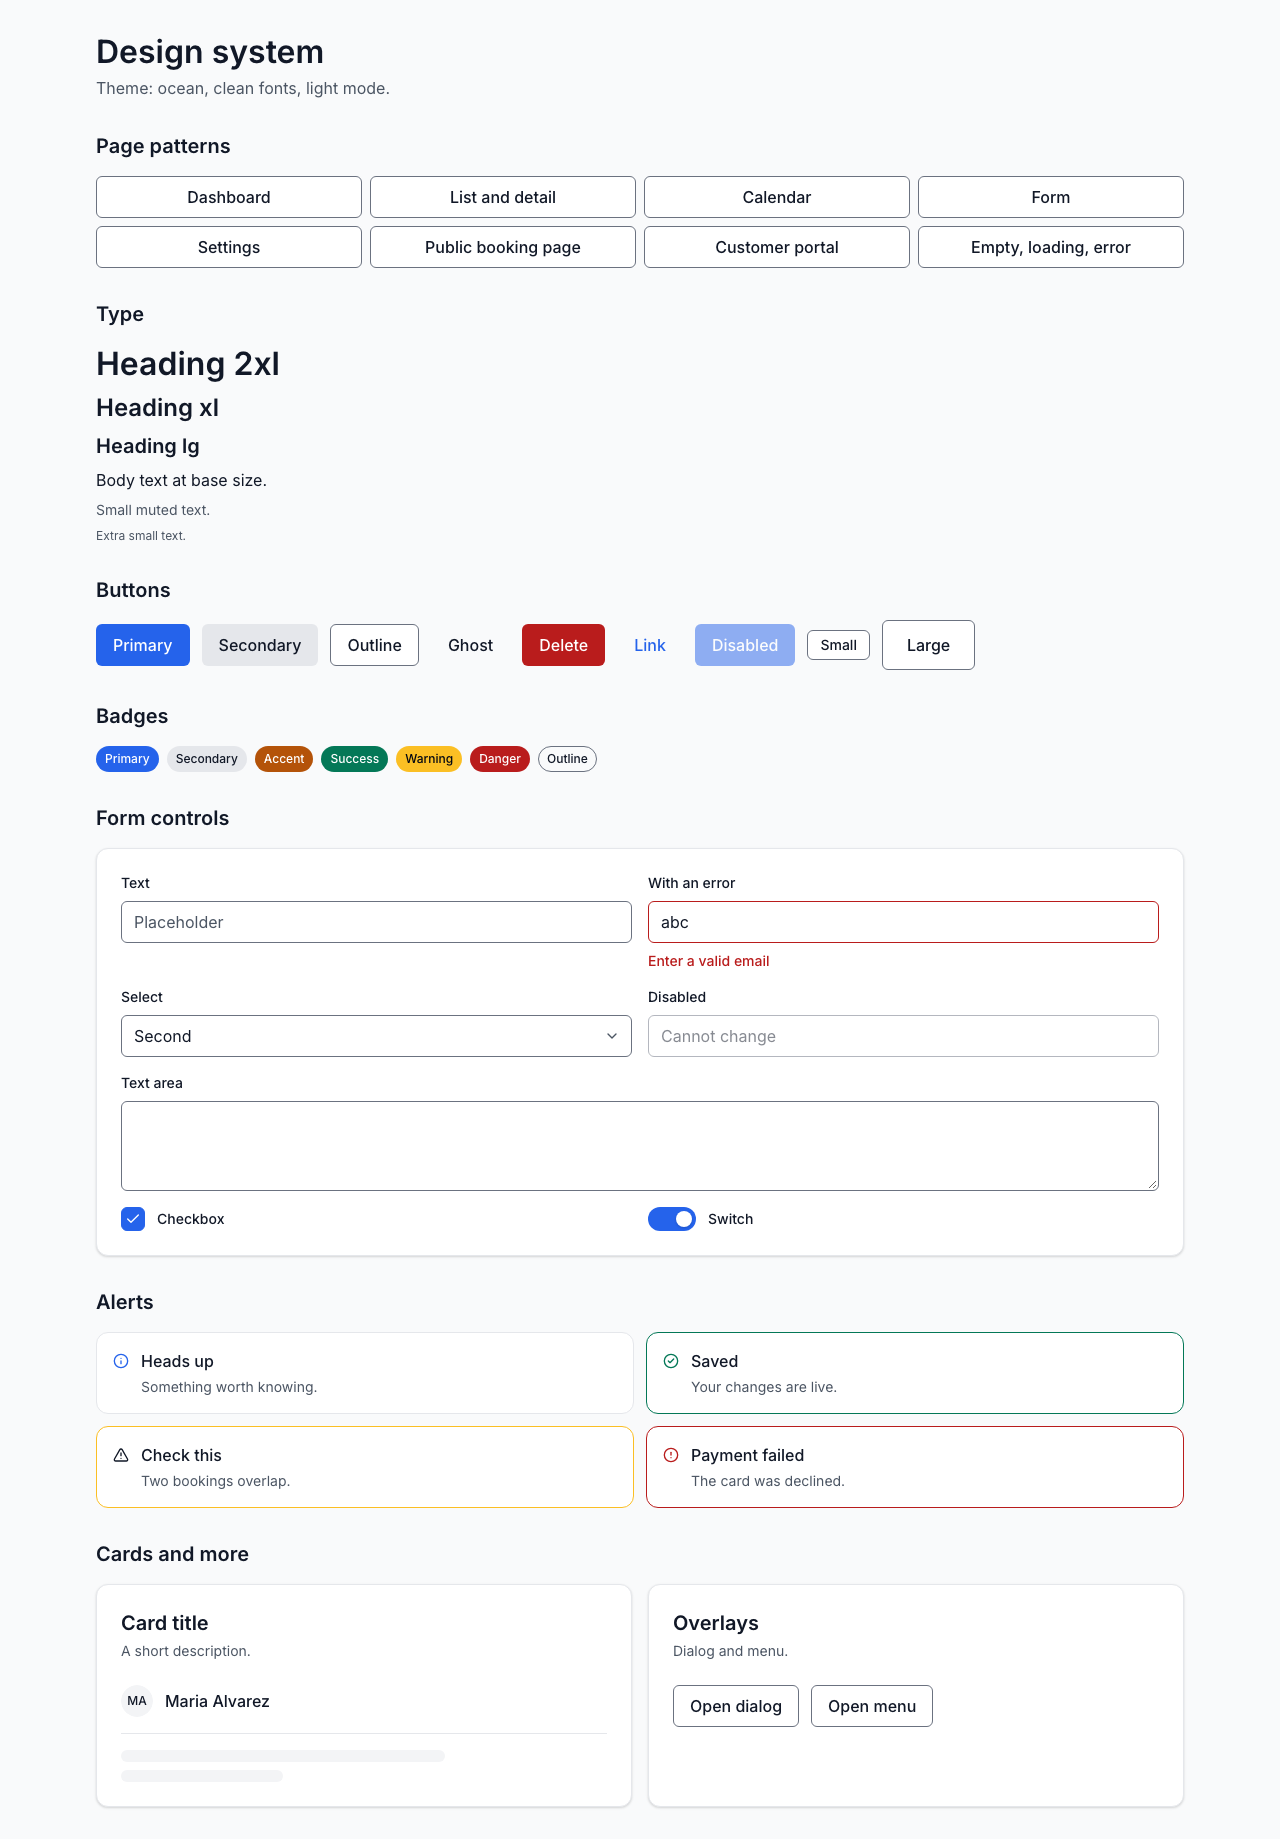 Design system
Theme: ocean, clean fonts, light mode.
Page patterns
Dashboard
List and detail
Calendar
Form
Settings
Public booking page
Customer portal
Empty, loading, error
Type
Heading 2xl
Heading xl
Heading lg
Body text at base size.
Small muted text.
Extra small text.
Buttons
Primary
Secondary
Outline
Ghost
Delete
Link
Disabled
Small
Large
Badges
Primary
Secondary
Accent
Success
Warning
Danger
Outline
Form controls
Text
With an error
Placeholder
abc
Enter a valid email
Select
Disabled
Second
Cannot change
Text area
Checkbox
Switch
Alerts
Heads up
Something worth knowing.
Saved
Your changes are live.
Check this
Two bookings overlap.
Payment failed
The card was declined.
Cards and more
Card title
A short description.
MA
Maria Alvarez
Overlays
Dialog and menu.
Open dialog
Open menu